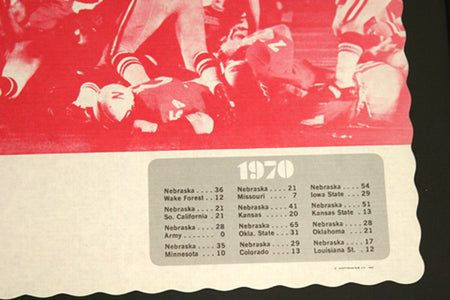 1970
Nebraska .... 36
Wake Forest .. 12
Nebraska .... 21
So. California . 21
Nebraska .... 28
Army ........ 0
Nebraska .... 35
Minnesota ... 10
Nebraska .... 21
Missouri .... 7
Nebraska .... 41
Kansas ...... 20
Nebraska .... 65
Okla. State .. 31
Nebraska .... 29
Colorado .... 13
Nebraska .... 54
Iowa State ... 29
Nebraska .... 51
Kansas State . 13
Nebraska .... 28
Oklahoma .... 21
Nebraska .... 17
Louisiana St. . 12
N